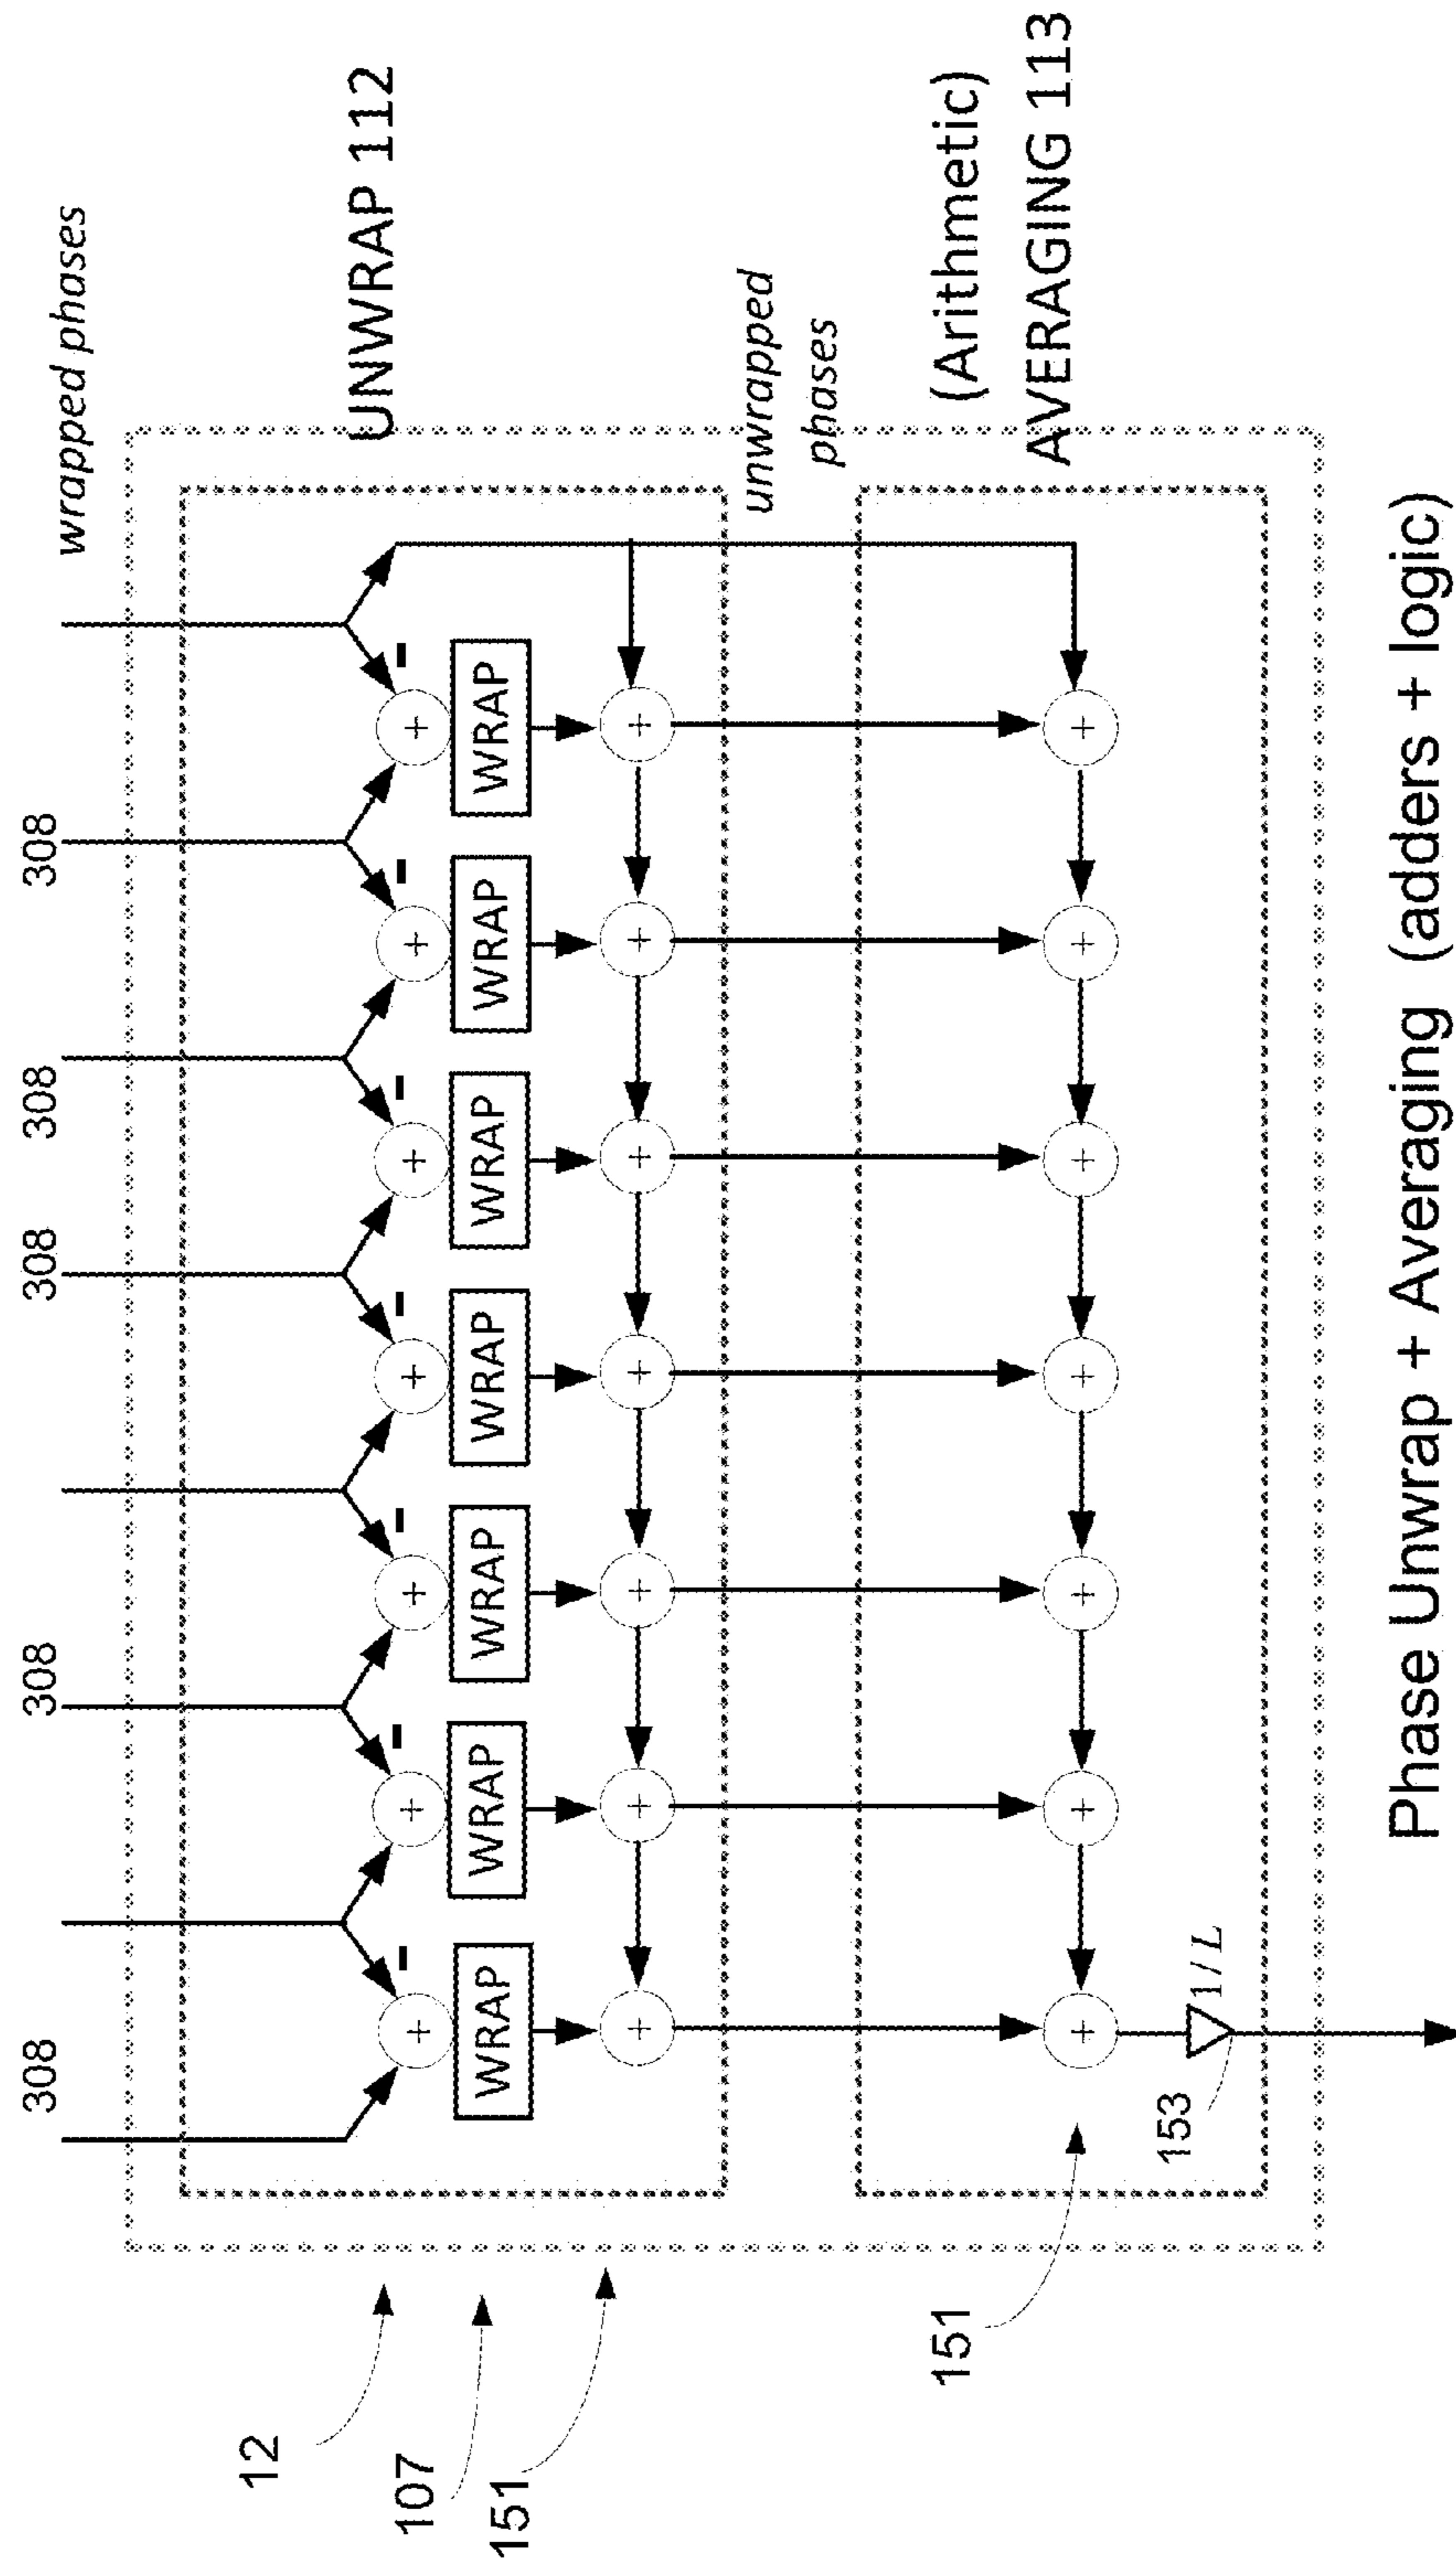 308 308 308 308 308
wrapped phases
UNWRAP 112
12
- - - - - - -
+ + + + + + +
107
WRAP WRAP WRAP WRAP WRAP WRAP WRAP
151
+ + + + + + +
unwrapped
phases
(Arithmetic)
AVERAGING 113
151
+ + + + + + +
153
1/L
Phase Unwrap + Averaging (adders + logic)